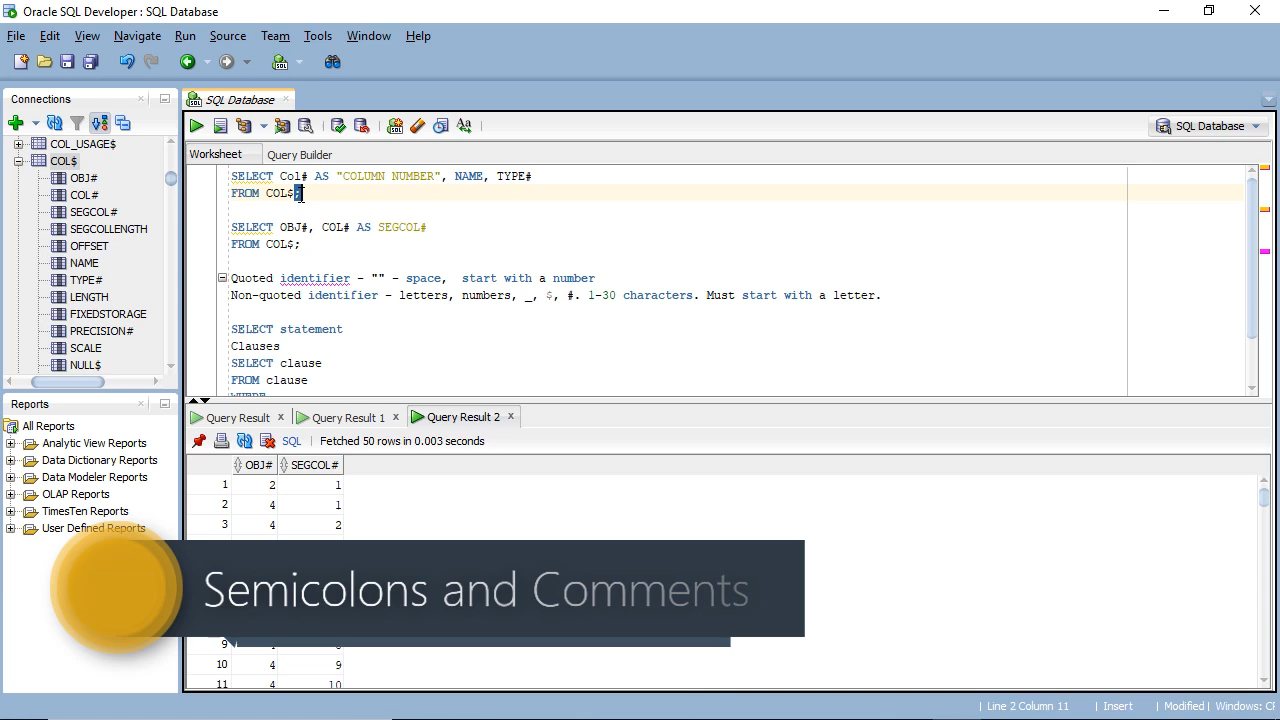 Oracle SQL Developer : SQL Database
File Edit View Navigate Run Source Team Tools Window Help
Connections
SQL Database
SQL
SQL Database
Worksheet Query Builder
COL_USAGE$
COL$
OBJ#
COL#
SEGCOL#
SEGCOLLENGTH
OFFSET
NAME
TYPE#
LENGTH
FIXEDSTORAGE
PRECISION#
SCALE
NULL$
SELECT Col# AS "COLUMN NUMBER", NAME, TYPE#
FROM COL$;
SELECT OBJ#, COL# AS SEGCOL#
FROM COL$;
Quoted identifier - "" - space, start with a number
Non-quoted identifier - letters, numbers, _, $, #. 1-30 characters. Must start with a letter.
SELECT statement
Clauses
SELECT clause
FROM clause
WHERE
Reports
All Reports
Analytic View Reports
Data Dictionary Reports
Data Modeler Reports
OLAP Reports
TimesTen Reports
User Defined Reports
Query Result Query Result 1 Query Result 2
SQL Fetched 50 rows in 0.003 seconds
OBJ# SEGCOL#
1 2 1
2 4 1
3 4 2
Semicolons and Comments
9
10 4 9
11 4 10
Line 2 Column 11 Insert Modified Windows: CF